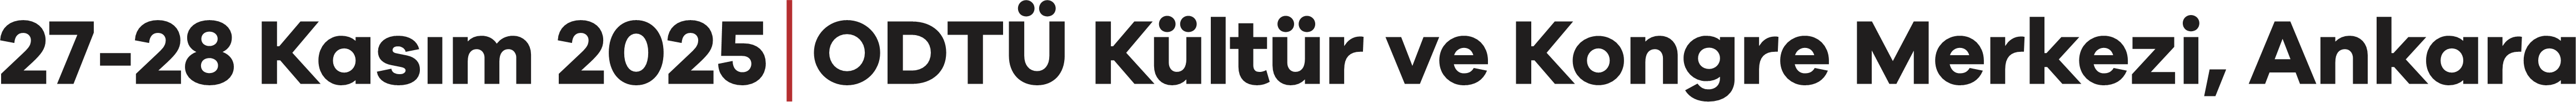 27-28 Kasım 2025 | ODTÜ Kültür ve Kongre Merkezi, Ankara